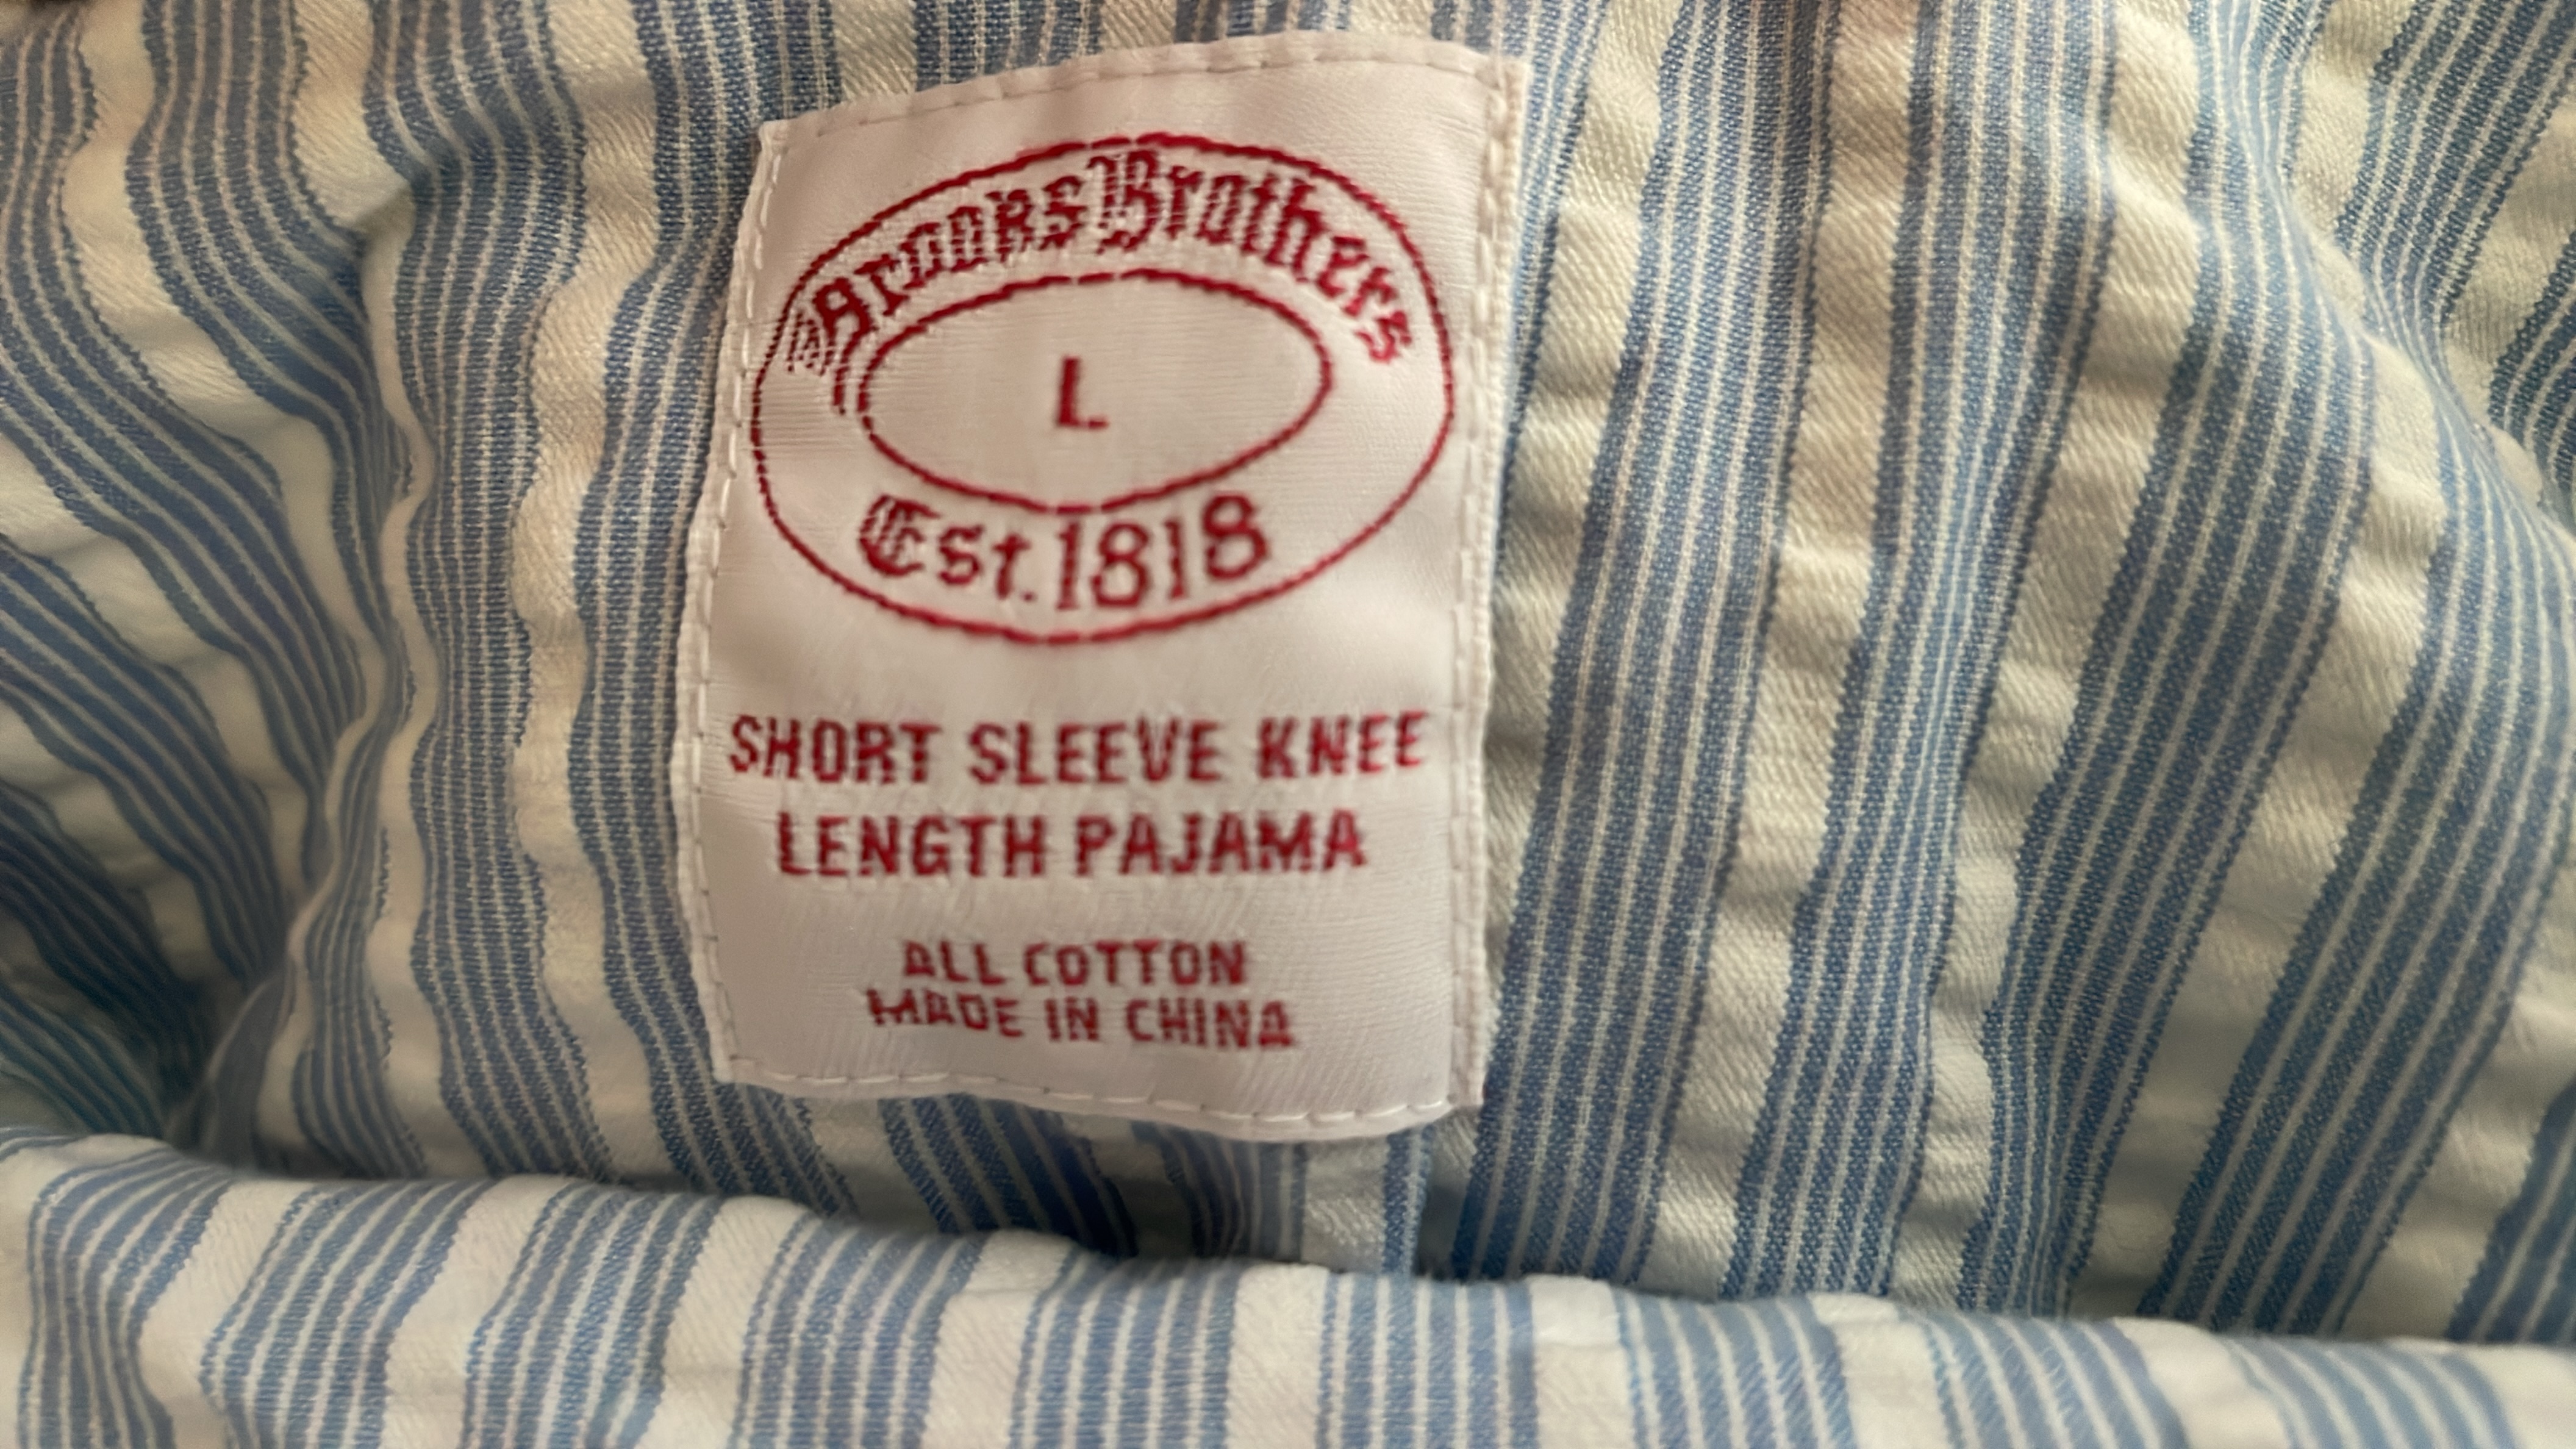 Brooks Brothers
L
Est. 1818
SHORT SLEEVE KNEE
LENGTH PAJAMA
ALL COTTON
MADE IN CHINA